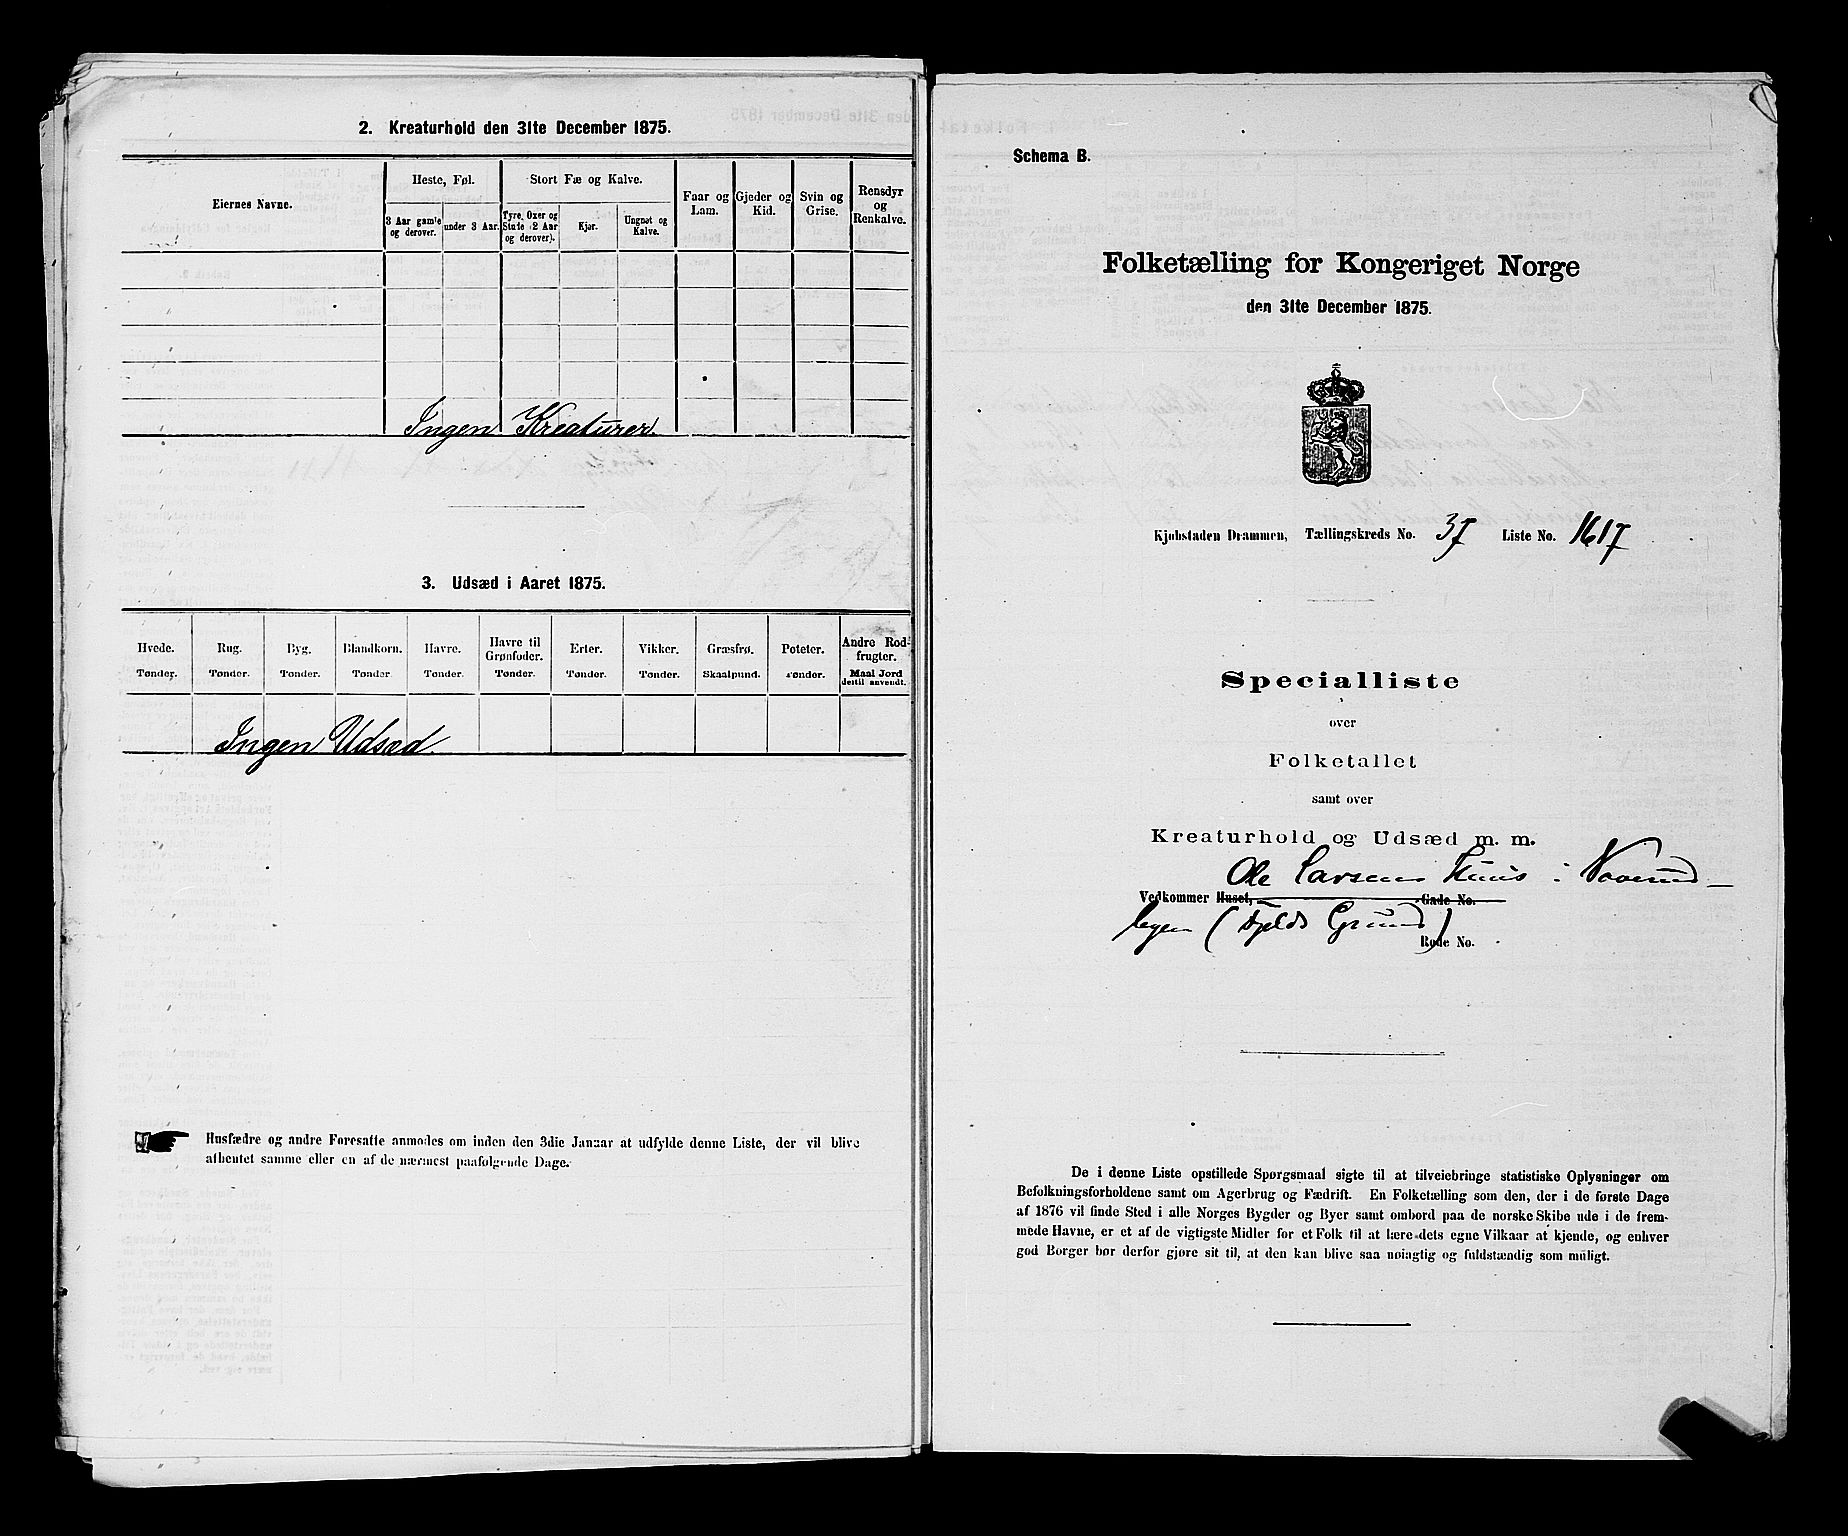 2. Kreaturhold den 31te December 1875.
Eiernes Navne.
Heste, Føl.
Stort Fæ og Kalve.
Faar og Lam.
Gjeder og Kid.
Svin og Grise.
Rensdyr og Renkalve.
3 Aar gamle og derover.
under 3 Aar.
Tyre, Oxer og Stude (2 Aar og derover).
Kjør.
Ungnøt og Kalve.
Ingen Kreaturer.
3. Udsæd i Aaret 1875.
Hvede. Rug. Byg. Blandkorn. Havre. Havre til Grønfoder. Erter. Vikker. Græsfrø. Poteter. Andre Rodfrugter.
Tønder. Tønder. Tønder. Tønder. Tønder. Tønder. Tønder. Tønder. Skaalpund. Tønder. Maal Jord dertil anvendt.
Ingen Udsæd.
Husfædre og andre Foresatte anmodes om inden den 3die Januar at udfylde denne Liste, der vil blive
afhentet samme eller en af de nærmest paafølgende Dage.
Schema B.
Folketælling for Kongeriget Norge
den 31te December 1875.
Kjøbstaden Drammen, Tællingskreds No. 37 Liste No. 1617
Specialliste
over
Folketallet
samt over
Kreaturhold og Udsæd m. m.
Ole Larsens Huus i
Vedkommer Huset, Gade No.
Grund)
Rode No.
De i denne Liste opstillede Spørgsmaal sigte til at tilveiebringe statistiske Oplysninger om
Befolkningsforholdene samt om Agerbrug og Fædrift. En Folketælling som den, der i de første Dage
af 1876 vil finde Sted i alle Norges Bygder og Byer samt ombord paa de norske Skibe ude i de frem-
mede Havne, er et af de vigtigste Midler for et Folk til at lære dets egne Vilkaar at kjende, og enhver
god Borger bør derfor gjøre sit til, at den kan blive saa nøiagtig og fuldstændig som muligt.